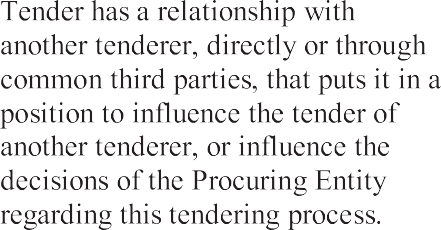 Tender has a relationship with
another tenderer, directly or through
common third parties, that puts it in a
position to influence the tender of
another tenderer, or influence the
decisions of the Procuring Entity
regarding this tendering process.